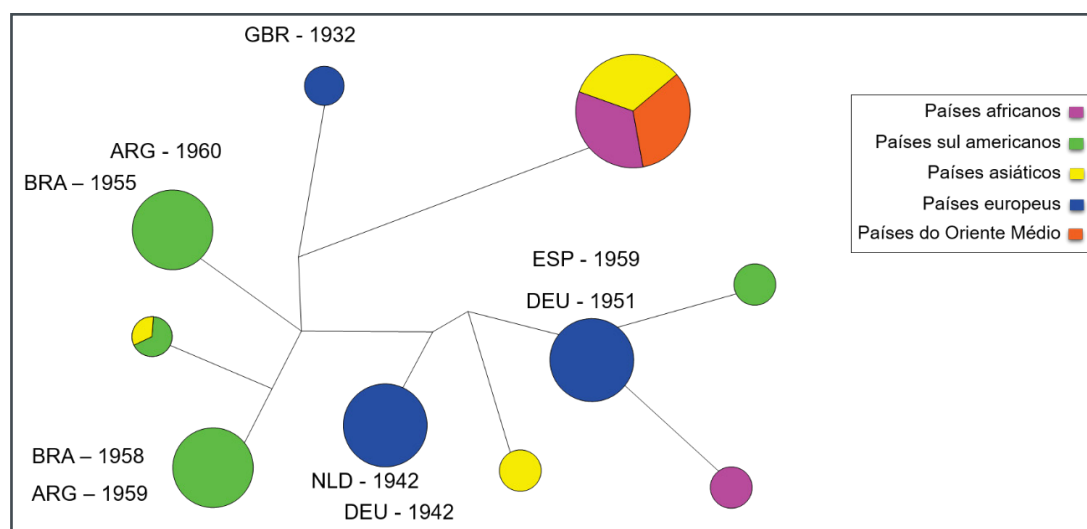 GBR - 1932
ARG - 1960
BRA – 1955
ESP - 1959
DEU - 1951
BRA – 1958
ARG – 1959
NLD - 1942
DEU - 1942
Países africanos
Países sul americanos
Países asiáticos
Países europeus
Países do Oriente Médio